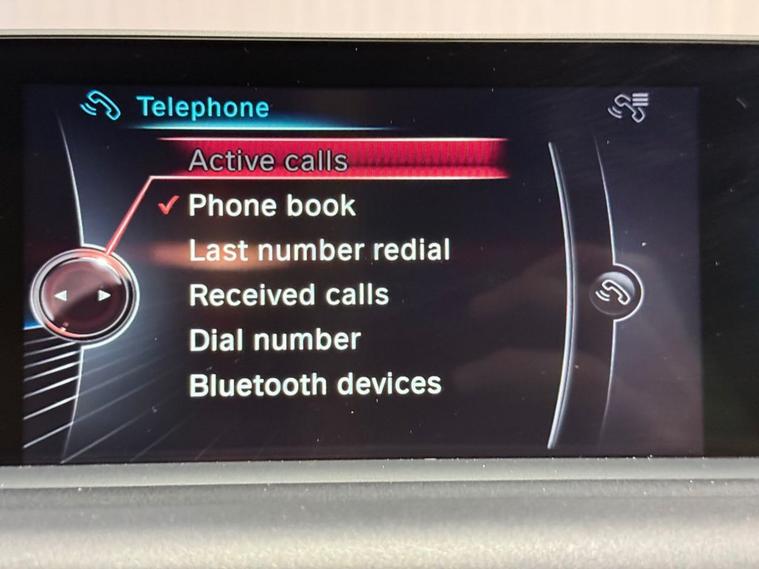 Telephone
Active calls
Phone book
Last number redial
Received calls
Dial number
Bluetooth devices